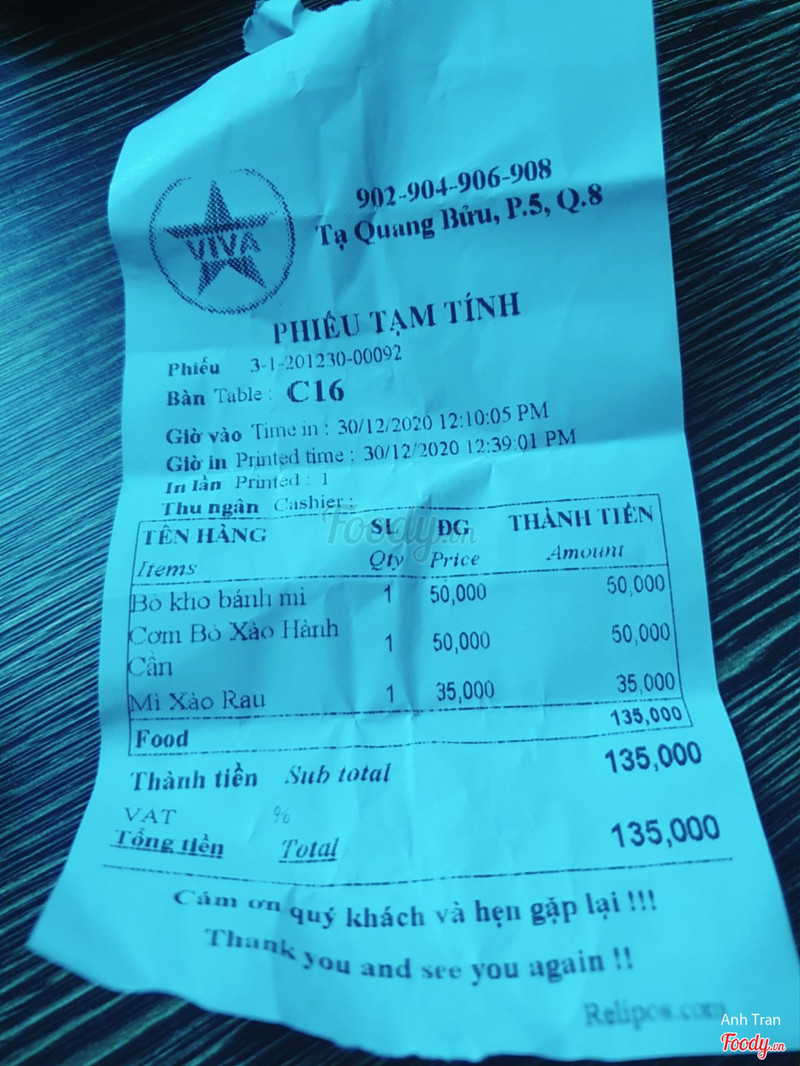 VIVA
902-904-906-908
Tạ Quang Bửu, P.5, Q.8
PHIẾU TẠM TÍNH
Phiếu 3-1-201230-00092
Bàn Table : C16
Giờ vào Time in : 30/12/2020 12:10:05 PM
Giờ in Printed time : 30/12/2020 12:39:01 PM
In lần Printed : 1
Thu ngân Cashier :
TÊN HÀNG SL ĐG THÀNH TIỀN
Items Qty Price Amount
Bò kho bánh mì 1 50,000 50,000
Cơm Bò Xào Hành 1 50,000 50,000
Cần
Mì Xào Rau 1 35,000 35,000
Food 135,000
Thành tiền Sub total 135,000
VAT %
Tổng tiền Total 135,000
Cám ơn quý khách và hẹn gặp lại !!!
Thank you and see you again !!
Relipos.com
Foody.vn
Anh Tran
Foody.vn